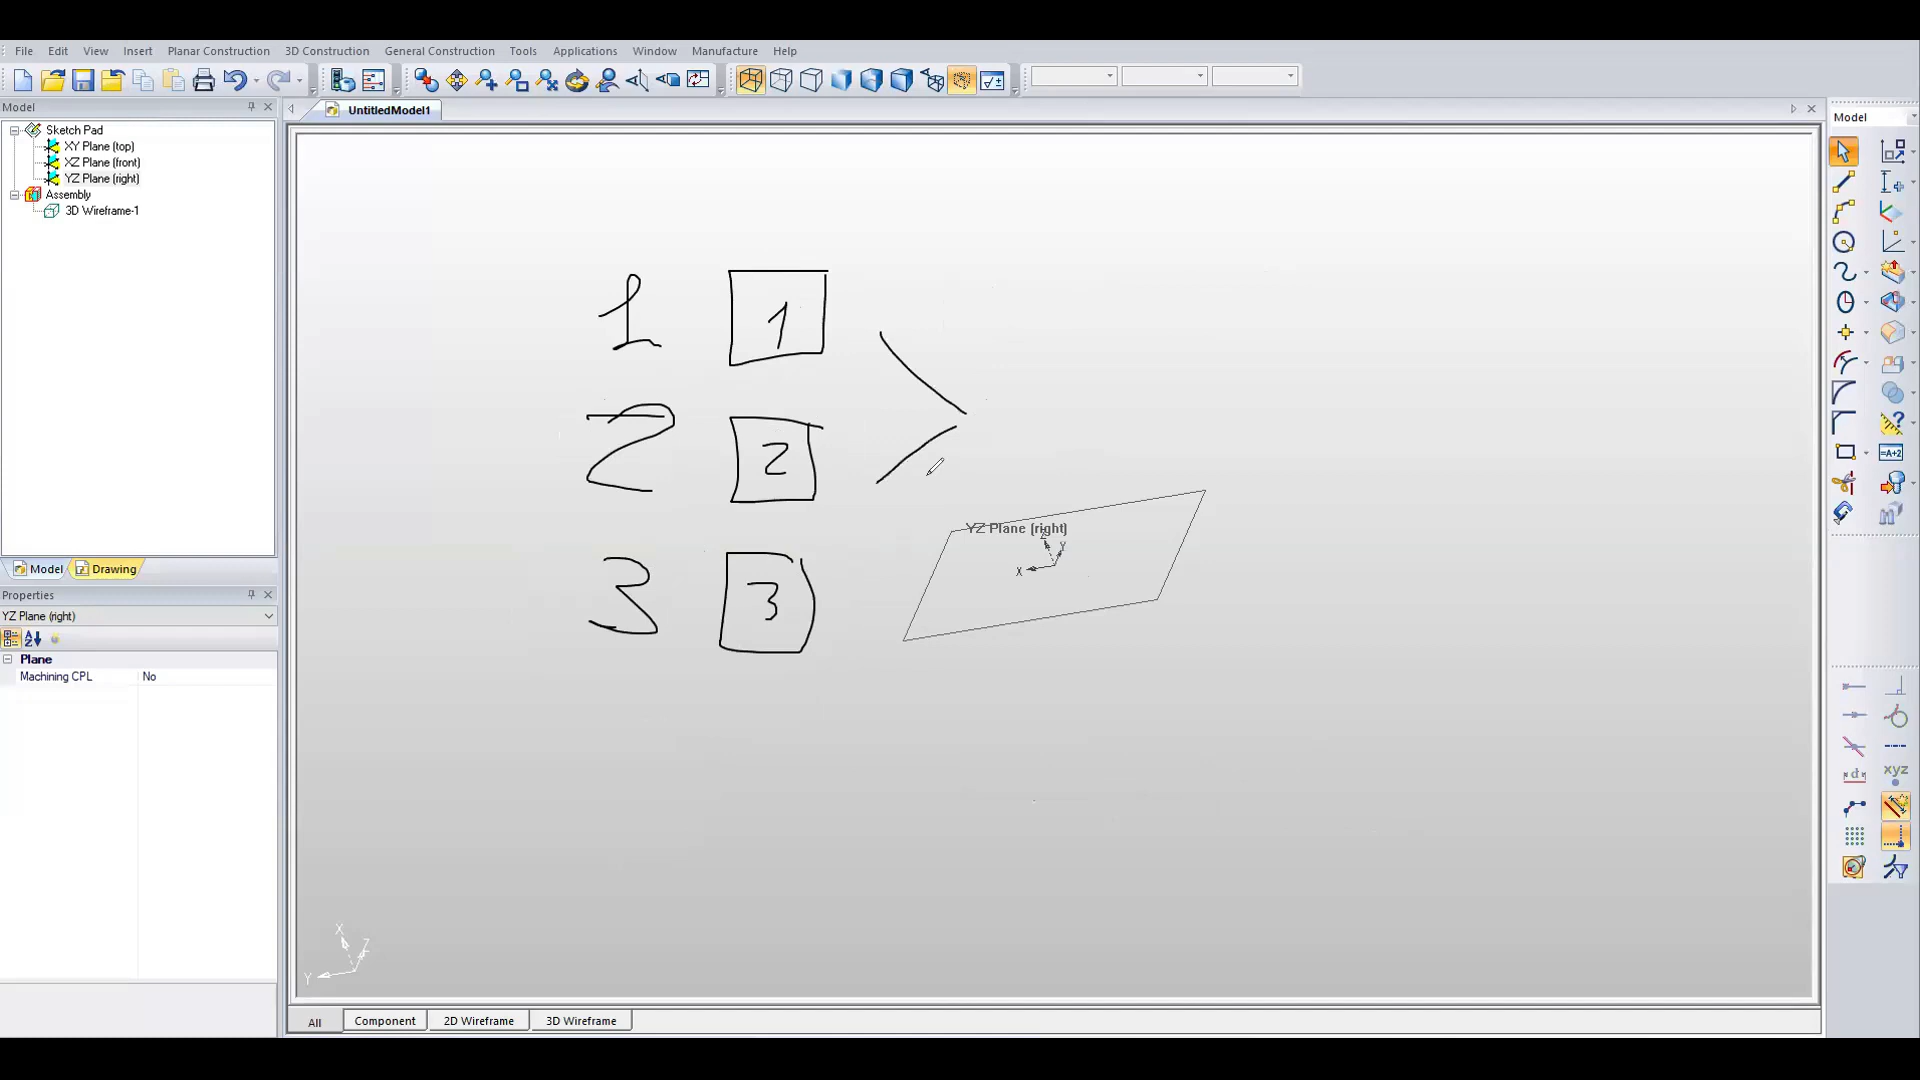 File Edit View Insert Planar Construction 3D Construction General Construction Tools Applications Window Manufacture Help
Model
UntitledModel1
Model
Sketch Pad
XY Plane (top)
XZ Plane (front)
YZ Plane (right)
Assembly
3D Wireframe-1
Model Drawing
Properties
YZ Plane (right)
Plane
Machining CPL No
1 1
2 2
3 3
YZ Plane (right)
Z
Y
X
X
Z
Y
=A+2
d
xyz
All Component 2D Wireframe 3D Wireframe